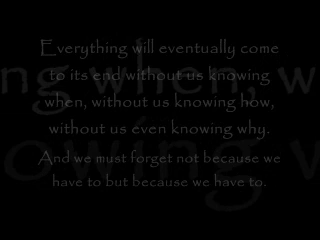 Everything will eventually come
to its end without us knowing
when, without us knowing how,
without us even knowing why.
And we must forget not because we
have to but because we have to.